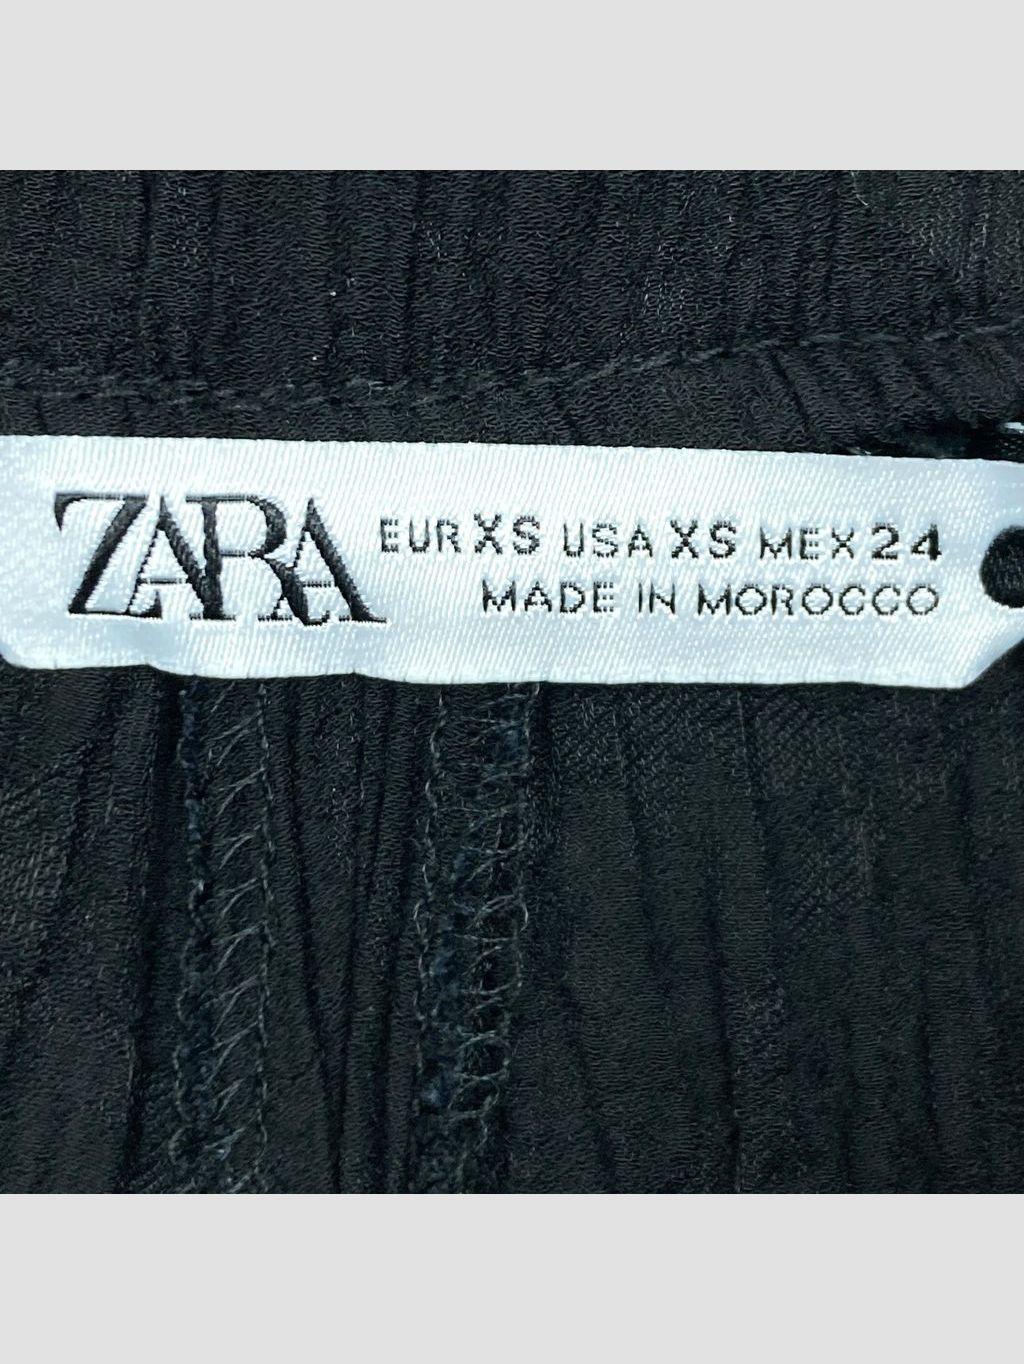 ZARA EUR XS USA XS MEX 24
MADE IN MOROCCO